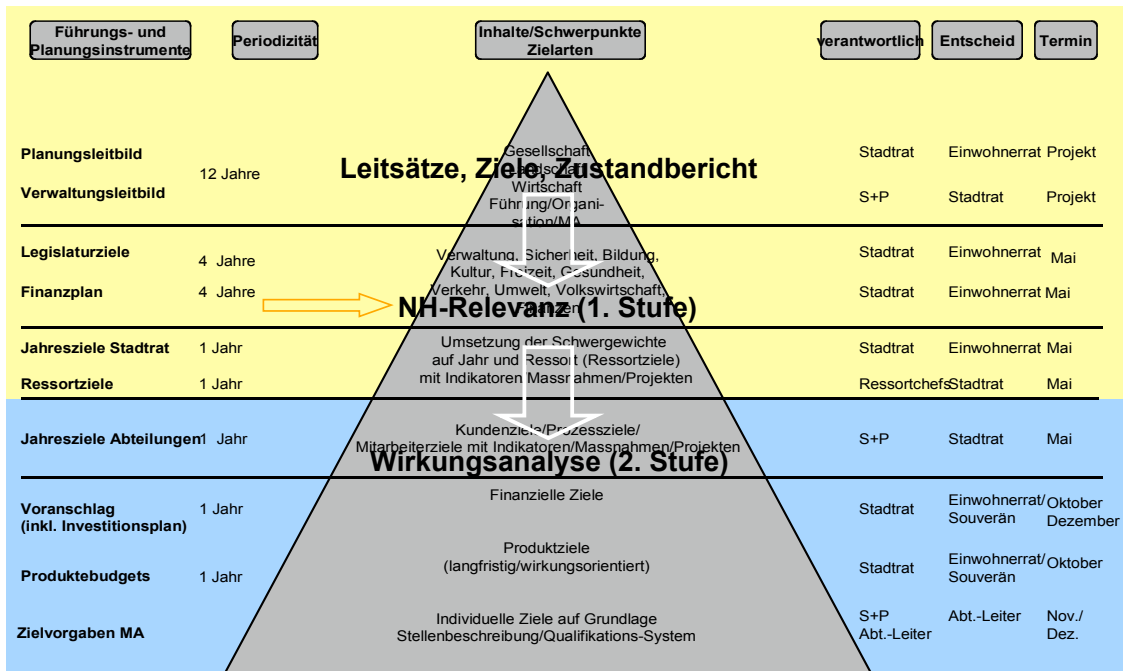 Führungs- und
Planungsinstrumente
Periodizität
Inhalte/Schwerpunkte
Zielarten
verantwortlich
Entscheid
Termin
Planungsleitbild
Verwaltungsleitbild
12 Jahre
Gesellschaft
Landschaft
Wirtschaft
Führung/Organi-
sation/MA
Leitsätze, Ziele, Zustandbericht
Stadtrat Einwohnerrat Projekt
S+P Stadtrat Projekt
Legislaturziele 4 Jahre
Finanzplan 4 Jahre
Verwaltung, Sicherheit, Bildung,
Kultur, Freizeit, Gesundheit,
Verkehr, Umwelt, Volkswirtschaft,
Finanzen
NH-Relevanz (1. Stufe)
Stadtrat Einwohnerrat Mai
Stadtrat Einwohnerrat Mai
Jahresziele Stadtrat 1 Jahr
Ressortziele 1 Jahr
Umsetzung der Schwergewichte
auf Jahr und Ressort (Ressortziele)
mit Indikatoren Massnahmen/Projekten
Stadtrat Einwohnerrat Mai
Ressortchefs Stadtrat Mai
Jahresziele Abteilungen 1 Jahr
Kundenziele/Prozessziele/
Mitarbeiterziele mit Indikatoren/Massnahmen/Projekten
Wirkungsanalyse (2. Stufe)
S+P Stadtrat Mai
Voranschlag
(inkl. Investitionsplan)
1 Jahr
Finanzielle Ziele
Stadtrat
Einwohnerrat/
Souverän
Oktober
Dezember
Produktebudgets 1 Jahr
Produktziele
(langfristig/wirkungsorientiert)
Stadtrat
Einwohnerrat/
Souverän
Oktober
Zielvorgaben MA
Individuelle Ziele auf Grundlage
Stellenbeschreibung/Qualifikations-System
S+P
Abt.-Leiter
Abt.-Leiter
Nov./
Dez.